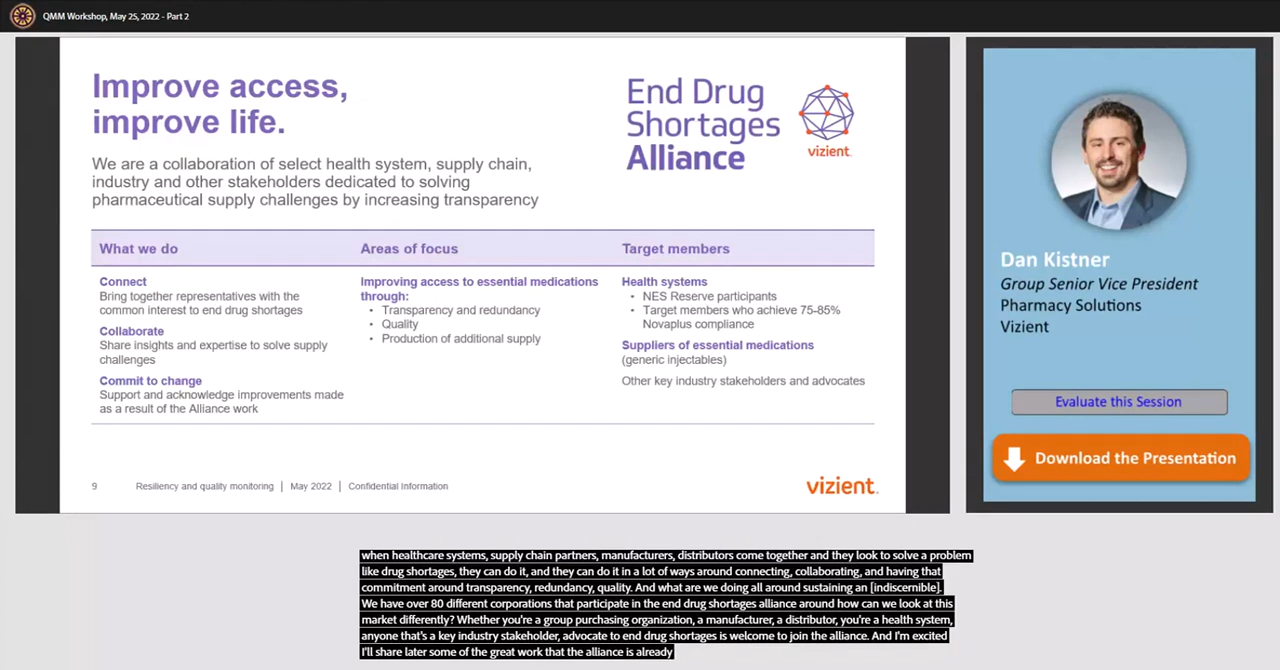 QMM Workshop, May 25, 2022 - Part 2
Improve access,
improve life.
We are a collaboration of select health system, supply chain,
industry and other stakeholders dedicated to solving
pharmaceutical supply challenges by increasing transparency
End Drug
Shortages
Alliance
vizient.
What we do
Connect
Bring together representatives with the
common interest to end drug shortages
Collaborate
Share insights and expertise to solve supply
challenges
Commit to change
Support and acknowledge improvements made
as a result of the Alliance work
Areas of focus
Improving access to essential medications
through:
• Transparency and redundancy
• Quality
• Production of additional supply
Target members
Health systems
• NES Reserve participants
• Target members who achieve 75-85%
Novaplus compliance
Suppliers of essential medications
(generic injectables)
Other key industry stakeholders and advocates
9 Resiliency and quality monitoring | May 2022 | Confidential Information
vizient.
Dan Kistner
Group Senior Vice President
Pharmacy Solutions
Vizient
Evaluate this Session
Download the Presentation
when healthcare systems, supply chain partners, manufacturers, distributors come together and they look to solve a problem
like drug shortages, they can do it, and they can do it in a lot of ways around connecting, collaborating, and having that
commitment around transparency, redundancy, quality. And what are we doing all around sustaining an [indiscernible].
We have over 80 different corporations that participate in the end drug shortages alliance around how can we look at this
market differently? Whether you're a group purchasing organization, a manufacturer, a distributor, you're a health system,
anyone that's a key industry stakeholder, advocate to end drug shortages is welcome to join the alliance. And I'm excited
I'll share later some of the great work that the alliance is already